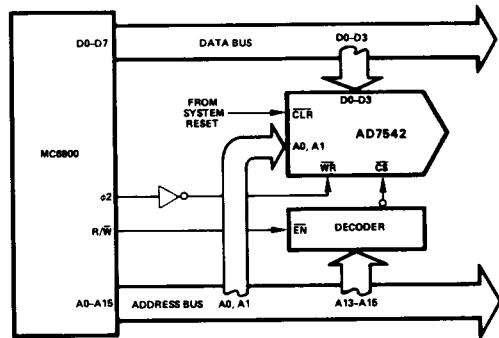 D0–D7
DATA BUS
D0–D3
D0–D3
FROM
SYSTEM
RESET
CLR
AD7542
A0, A1
MC6800
WR
CS
φ2
R/W
EN
DECODER
A0–A15
ADDRESS BUS
A0, A1
A13–A15